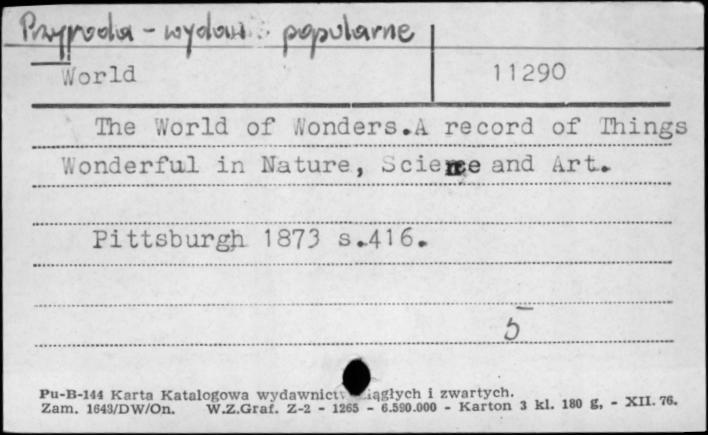 Przyroda - wydaw. popularne
World 11290
The World of Wonders.A record of Things
Wonderful in Nature, Science and Art.
Pittsburgh 1873 s.416.
5
Pu-B-144 Karta Katalogowa wydawnictw ciągłych i zwartych.
Zam. 1643/DW/On. W.Z.Graf. Z-2 - 1265 - 6.590.000 - Karton 3 kl. 180 g, - XII. 76.